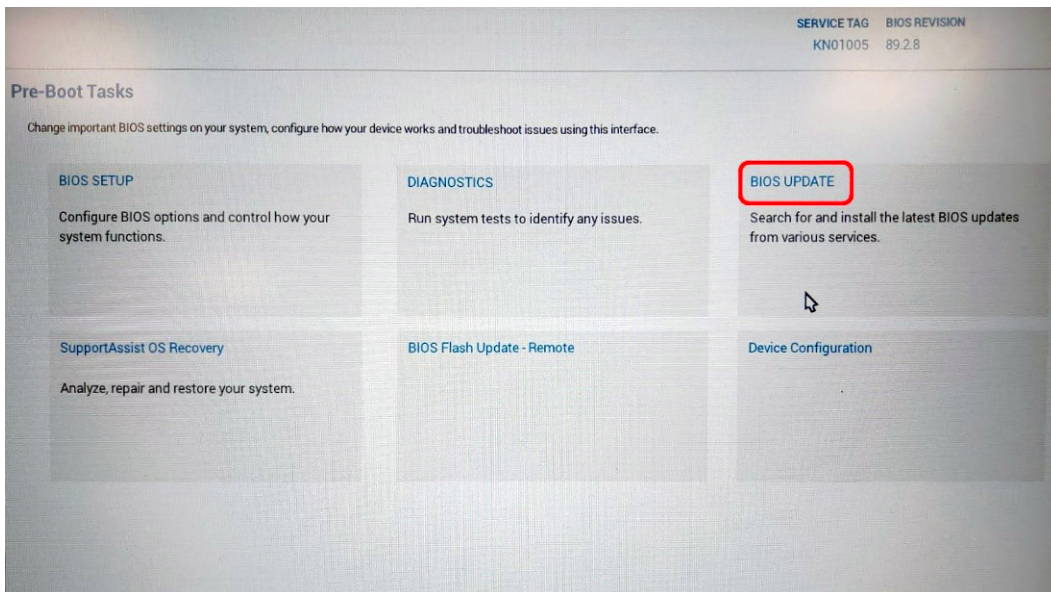 SERVICE TAG BIOS REVISION
KN01005 89.2.8
Pre-Boot Tasks
Change important BIOS settings on your system, configure how your device works and troubleshoot issues using this interface.
BIOS SETUP
Configure BIOS options and control how your
system functions.
DIAGNOSTICS
Run system tests to identify any issues.
BIOS UPDATE
Search for and install the latest BIOS updates
from various services.
SupportAssist OS Recovery
Analyze, repair and restore your system.
BIOS Flash Update - Remote
Device Configuration